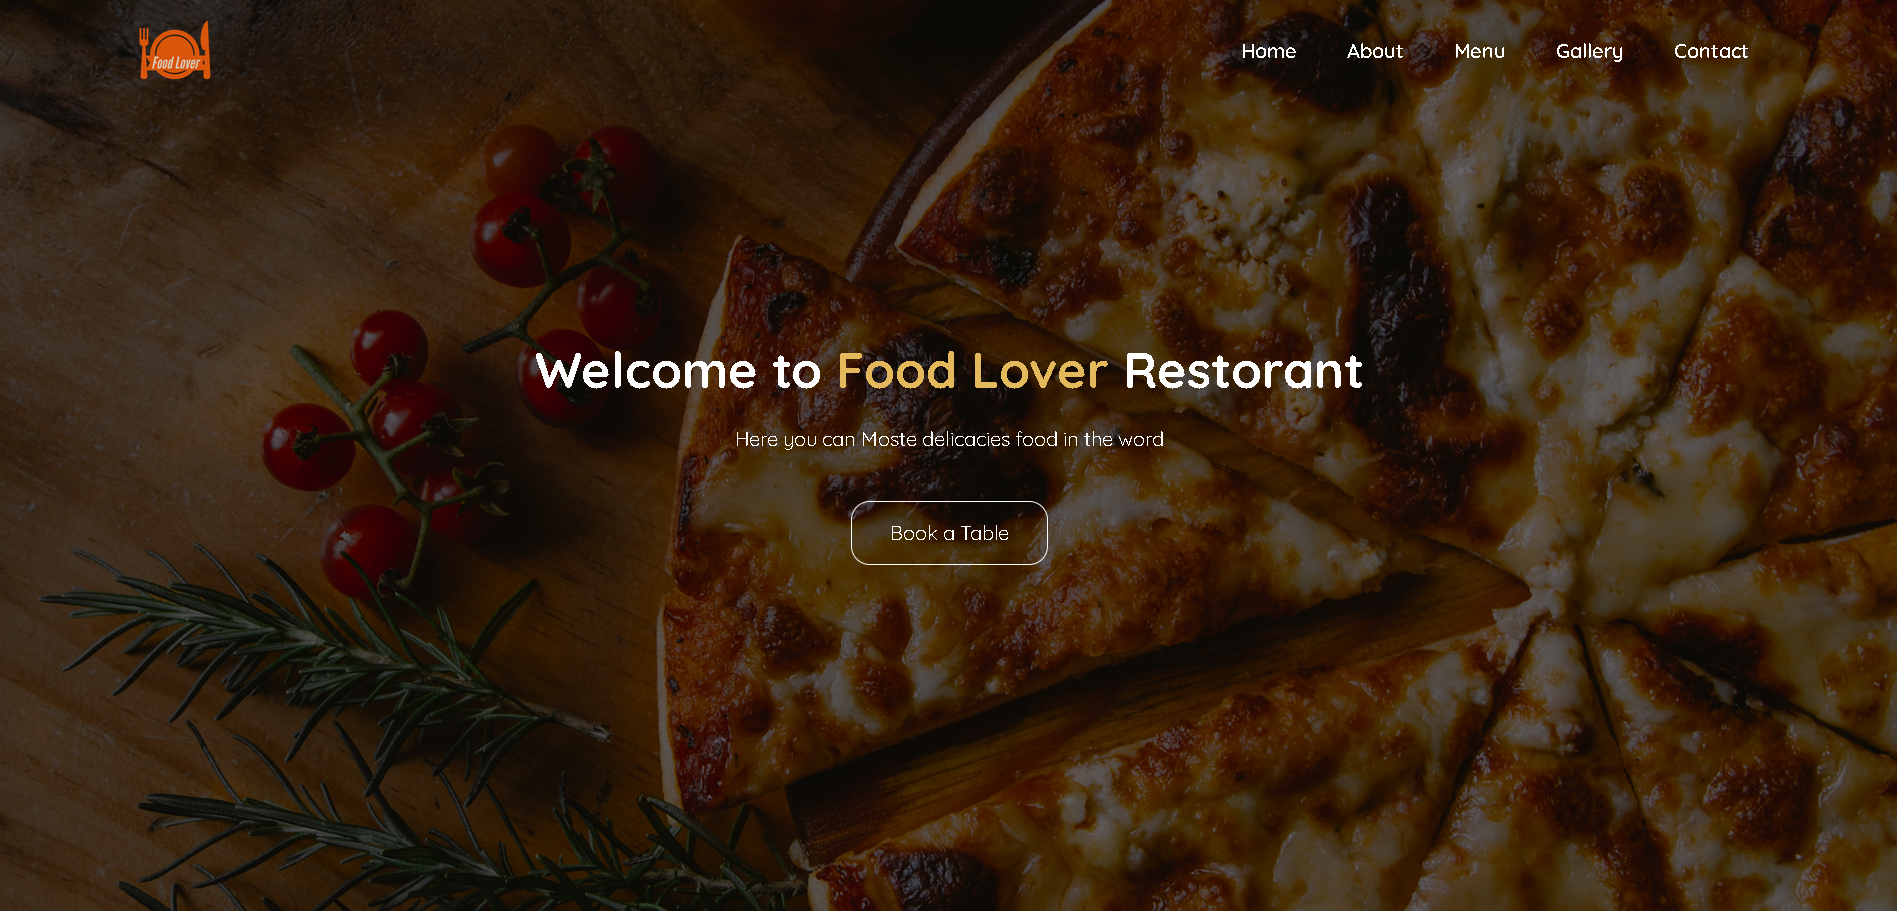 Food Lover
Home About Menu Gallery Contact
Welcome to Food Lover Restorant
Here you can Moste delicacies food in the word
Book a Table